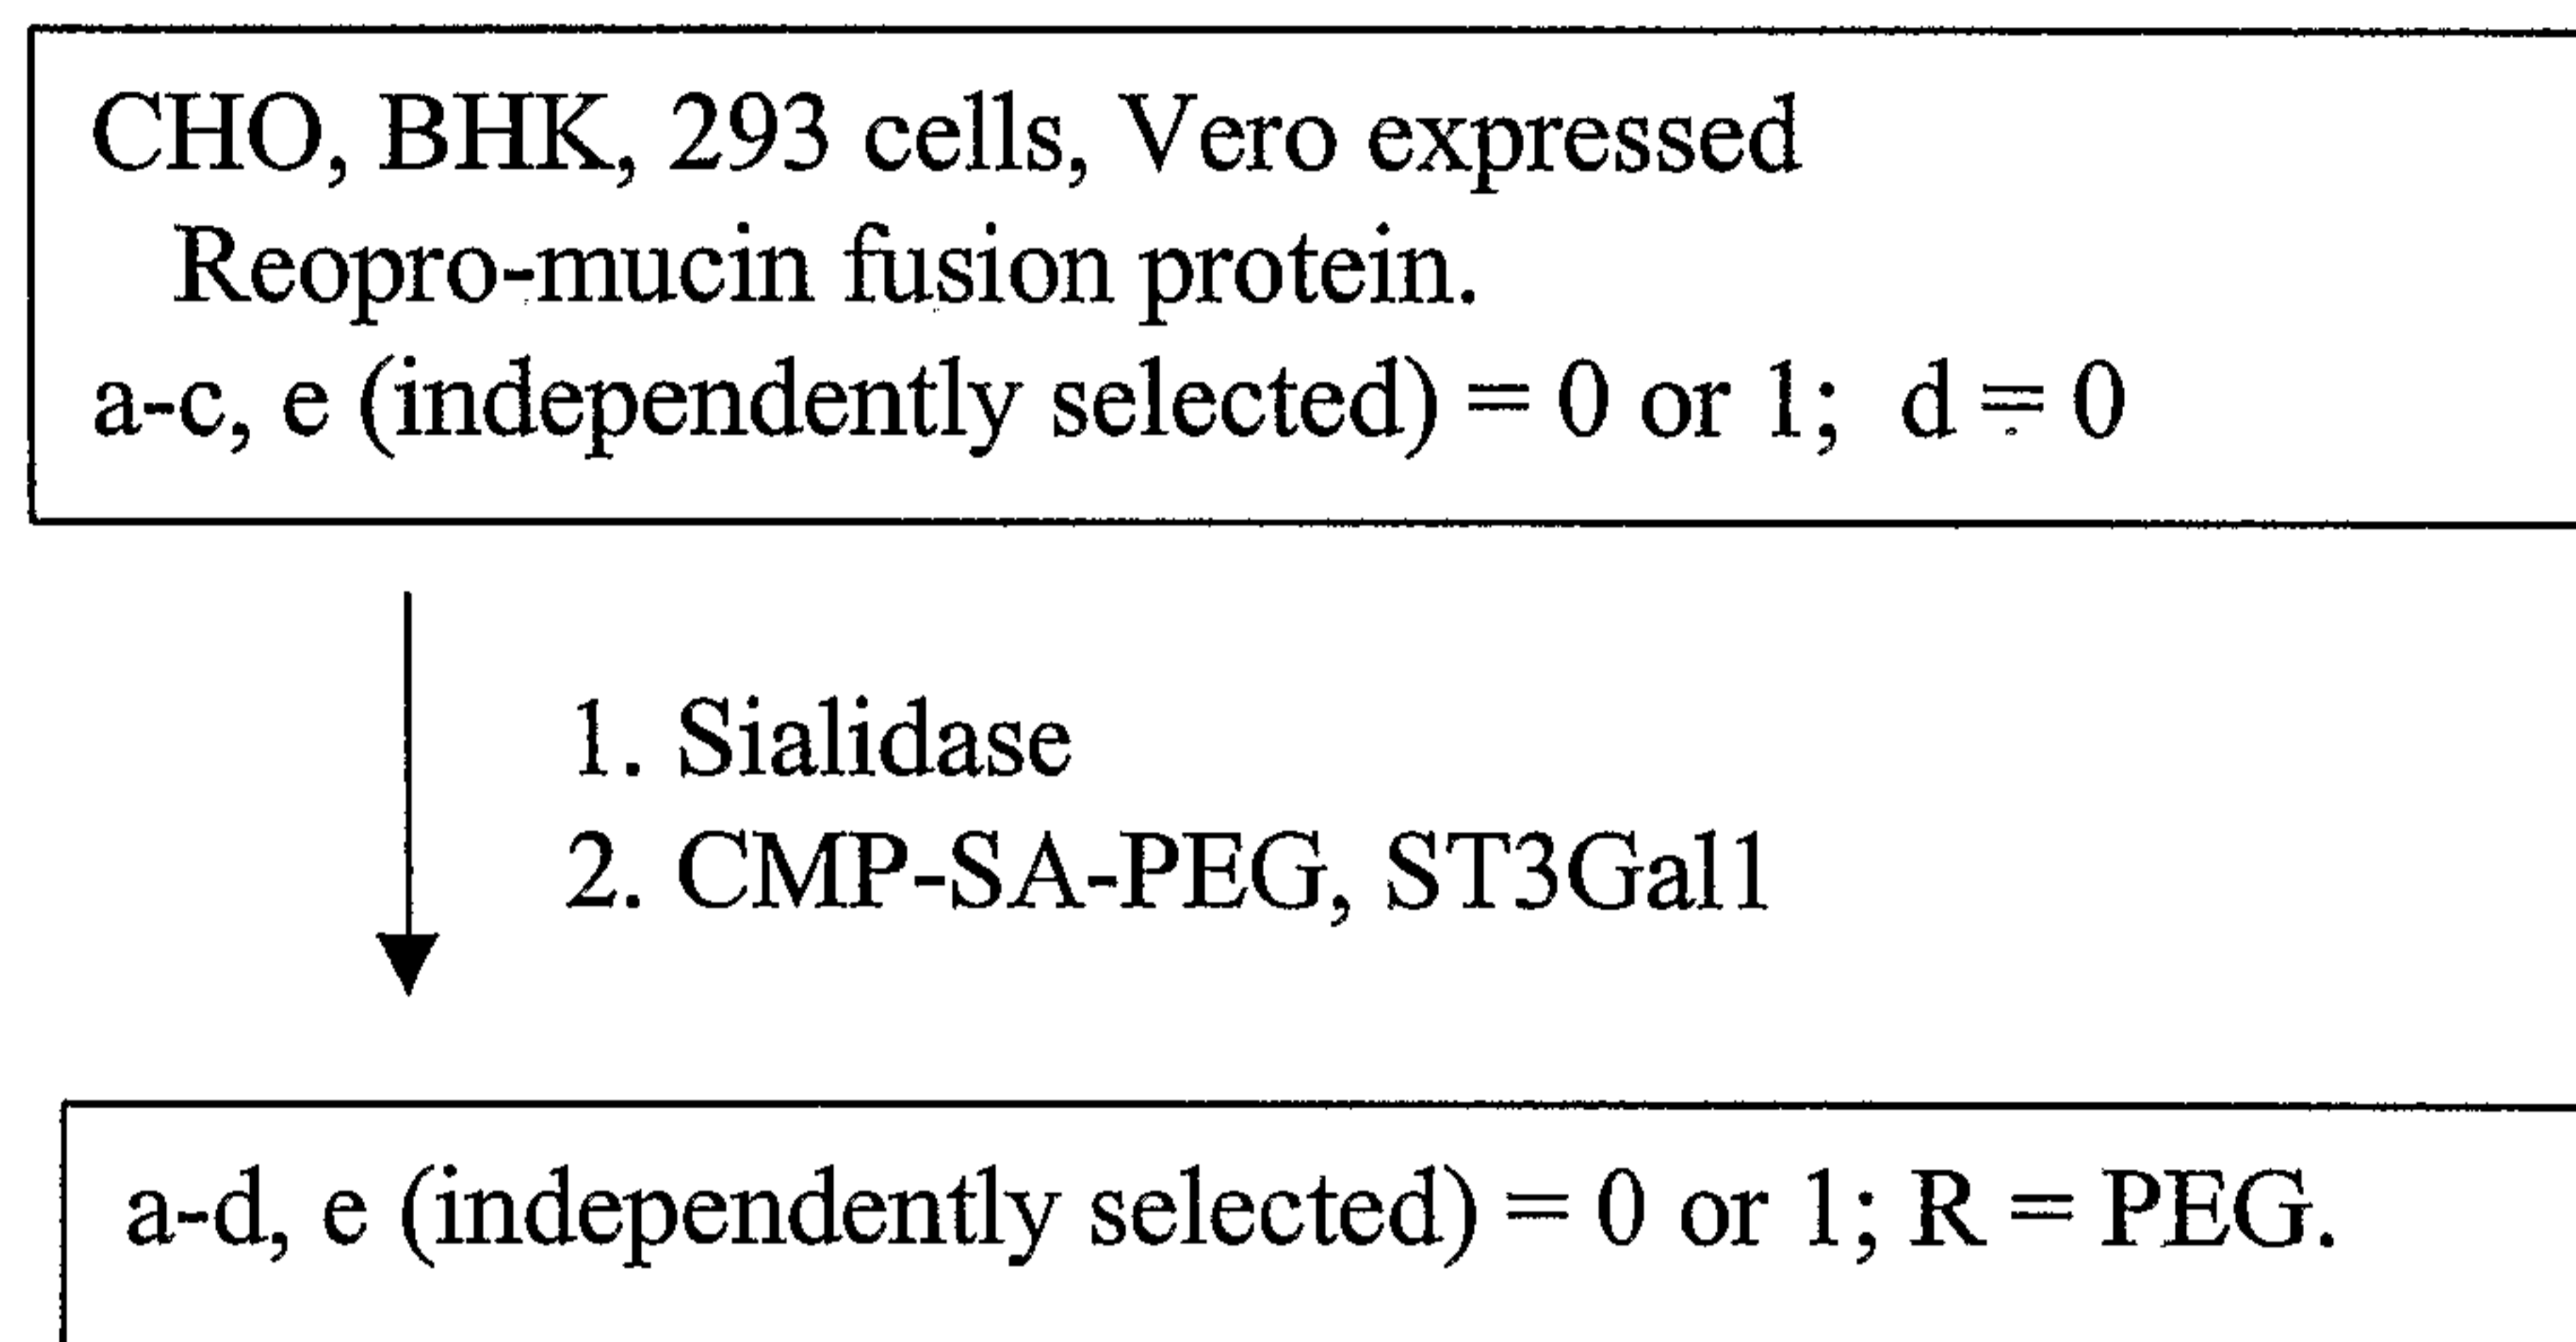 CHO, BHK, 293 cells, Vero expressed
Reopro-mucin fusion protein.
a-c, e (independently selected) = 0 or 1; d = 0
1. Sialidase
2. CMP-SA-PEG, ST3Gal1
a-d, e (independently selected) = 0 or 1; R = PEG.